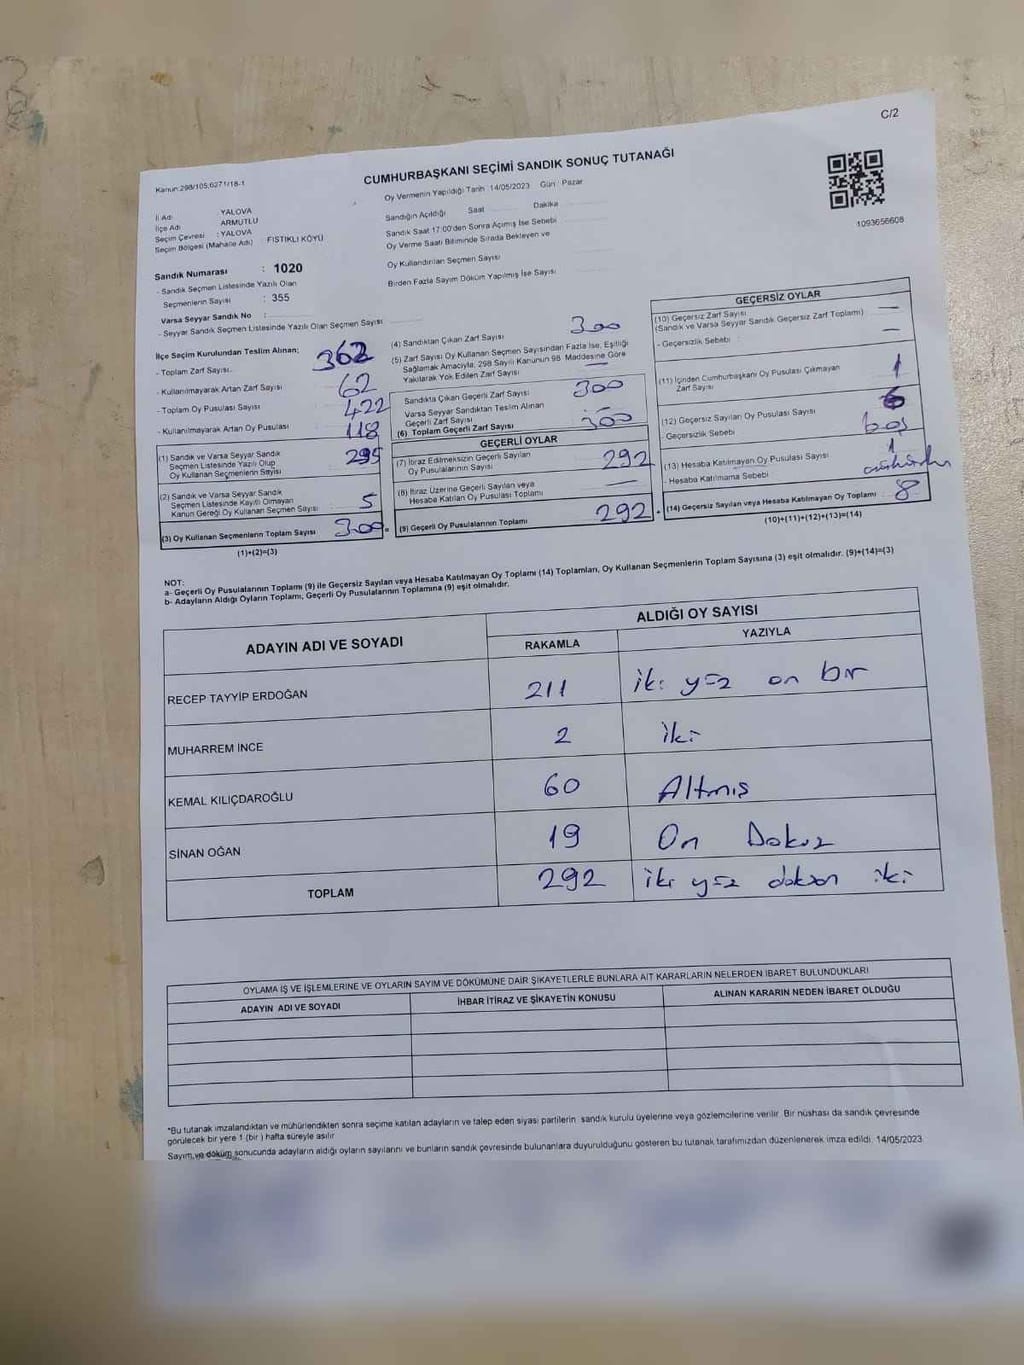 C/2
Kanun:298/105;6271/18-1
CUMHURBAŞKANI SEÇİMİ SANDIK SONUÇ TUTANAĞI
Oy Vermenin Yapıldığı Tarih 14/05/2023 Gün : Pazar
1093656608
İl Adı YALOVA
İlçe Adı ARMUTLU
Seçim Çevresi : YALOVA
Seçim Bölgesi (Mahalle Adı) FISTIKLI KÖYÜ
Sandık Numarası : 1020
- Sandık Seçmen Listesinde Yazılı Olan
Seçmenlerin Sayısı : 355
Varsa Seyyar Sandık No :
- Seyyar Sandık Seçmen Listesinde Yazılı Olan Seçmen Sayısı
Sandığın Açıldığı Saat Dakika
Sandık Saat 17:00'den Sonra Açımış İse Sebebi
Oy Verme Saati Bitiminde Sırada Bekleyen ve
Oy Kullandırılan Seçmen Sayısı
Birden Fazla Sayım Döküm Yapılmış İse Sayısı
İlçe Seçim Kurulundan Teslim Alınan;
- Toplam Zarf Sayısı 362
- Kullanılmayarak Artan Zarf Sayısı 62
- Toplam Oy Pusulası Sayısı 422
- Kullanılmayarak Artan Oy Pusulası 118
(1) Sandık ve Varsa Seyyar Sandık
Seçmen Listesinde Yazılı Olup
Oy Kullanan Seçmenlerin Sayısı 295
(2) Sandık ve Varsa Seyyar Sandık
Seçmen Listesinde Kayıtlı Olmayan
Kanun Gereği Oy Kullanan Seçmen Sayısı 5
(3) Oy Kullanan Seçmenlerin Toplam Sayısı 300
(1)+(2)=(3)
(4) Sandıktan Çıkan Zarf Sayısı 300
(5) Zarf Sayısı Oy Kullanan Seçmen Sayısından Fazla İse, Eşitliği
Sağlamak Amacıyla, 298 Sayılı Kanunun 98. Maddesine Göre
Yakılarak Yok Edilen Zarf Sayısı —
Sandıkta Çıkan Geçerli Zarf Sayısı 300
Varsa Seyyar Sandıktan Teslim Alınan
Geçerli Zarf Sayısı
(6) Toplam Geçerli Zarf Sayısı 300
GEÇERLİ OYLAR
(7) İtiraz Edilmeksizin Geçerli Sayılan
Oy Pusulalarının Sayısı 292
(8) İtiraz Üzerine Geçerli Sayılan veya
Hesaba Katılan Oy Pusulası Toplamı —
(9) Geçerli Oy Pusulalarının Toplamı 292
GEÇERSİZ OYLAR
(10) Geçersiz Zarf Sayısı —
(Sandık ve Varsa Seyyar Sandık Geçersiz Zarf Toplamı)
- Geçersizlik Sebebi : —
(11) İçinden Cumhurbaşkanı Oy Pusulası Çıkmayan
Zarf Sayısı 1
(12) Geçersiz Sayılan Oy Pusulası Sayısı 6
- Geçersizlik Sebebi boş
(13) Hesaba Katılmayan Oy Pusulası Sayısı 1
- Hesaba Katılmama Sebebi
(14) Geçersiz Sayılan veya Hesaba Katılmayan Oy Toplamı 8
(10)+(11)+(12)+(13)=(14)
NOT:
a- Geçerli Oy Pusulalarının Toplamı (9) ile Geçersiz Sayılan veya Hesaba Katılmayan Oy Toplamı (14) Toplamları, Oy Kullanan Seçmenlerin Toplam Sayısına (3) eşit olmalıdır. (9)+(14)=(3)
b- Adayların Aldığı Oyların Toplamı, Geçerli Oy Pusulalarının Toplamına (9) eşit olmalıdır.
ADAYIN ADI VE SOYADI ALDIĞI OY SAYISI
RAKAMLA YAZIYLA
RECEP TAYYİP ERDOĞAN 211 iki yüz on bir
MUHARREM İNCE 2 iki
KEMAL KILIÇDAROĞLU 60 Altmış
SİNAN OĞAN 19 On Dokuz
TOPLAM 292 iki yüz doksan iki
OYLAMA İŞ VE İŞLEMLERİNE VE OYLARIN SAYIM VE DÖKÜMÜNE DAİR ŞİKAYETLERLE BUNLARA AİT KARARLARIN NELERDEN İBARET BULUNDUKLARI
ADAYIN ADI VE SOYADI İHBAR İTİRAZ VE ŞİKAYETİN KONUSU ALINAN KARARIN NEDEN İBARET OLDUĞU
*Bu tutanak imzalandıktan ve mühürlendikten sonra seçime katılan adayların ve talep eden siyasi partilerin sandık kurulu üyelerine veya gözlemcilerine verilir. Bir nüshası da sandık çevresinde
görülecek bir yere 1 (bir ) hafta süreyle asılır.
Sayım ve döküm sonucunda adayların aldığı oyların sayılarını ve bunların sandık çevresinde bulunanlara duyurulduğunu gösteren bu tutanak tarafımızdan düzenlenerek imza edildi. 14/05/2023